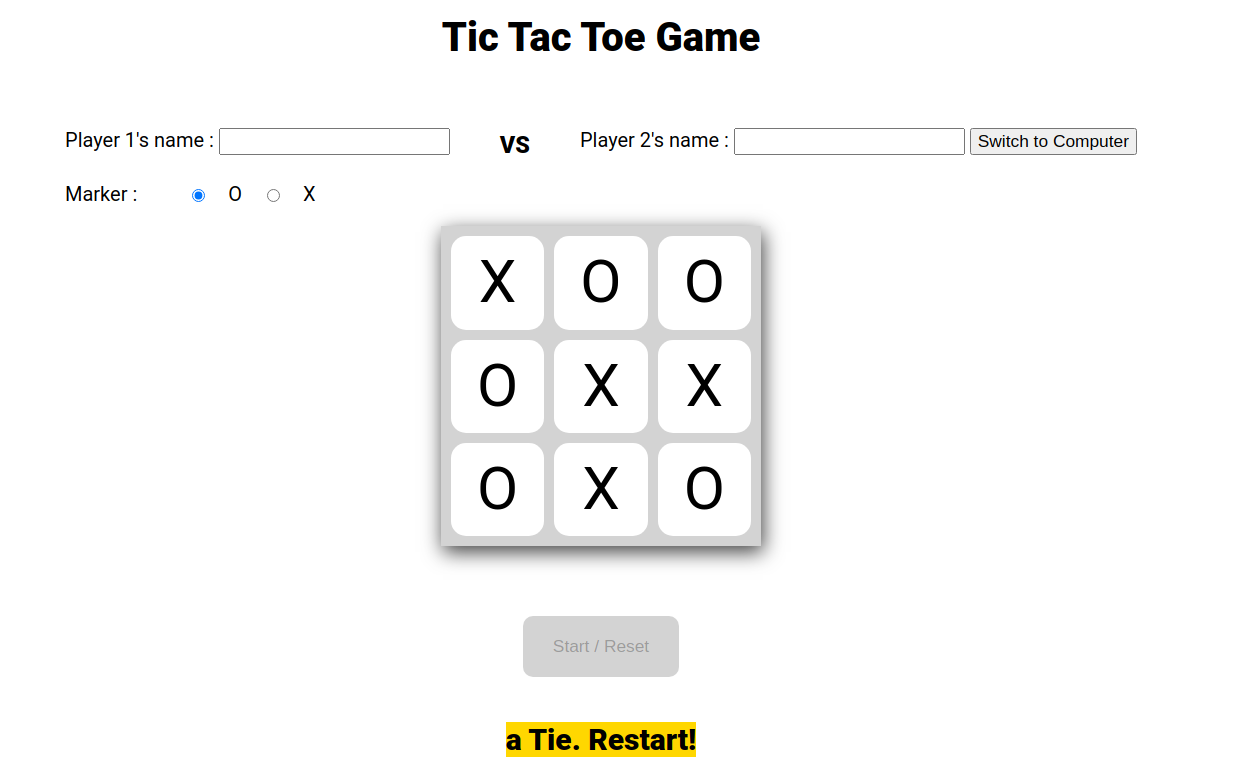 Tic Tac Toe Game
Player 1's name : vs Player 2's name : Switch to Computer
Marker : O X
X O O
O X X
O X O
Start / Reset
a Tie. Restart!